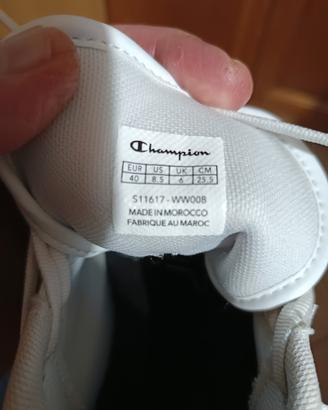 Champion
EUR US UK CM
40 8.5 6 25.5
S11617 - WW008
MADE IN MOROCCO
FABRIQUE AU MAROC